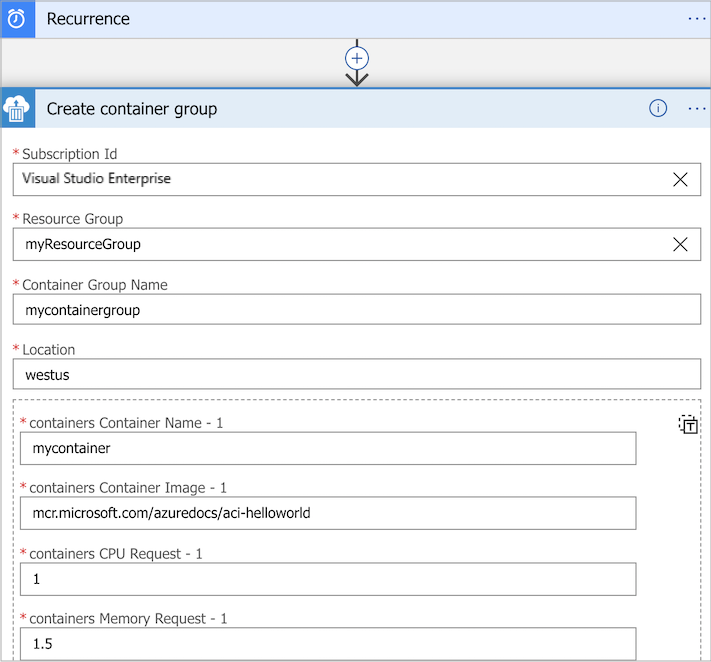 Recurrence
Create container group
* Subscription Id
Visual Studio Enterprise
* Resource Group
myResourceGroup
* Container Group Name
mycontainergroup
* Location
westus
* containers Container Name - 1
mycontainer
* containers Container Image - 1
mcr.microsoft.com/azuredocs/aci-helloworld
* containers CPU Request - 1
1
* containers Memory Request - 1
1.5